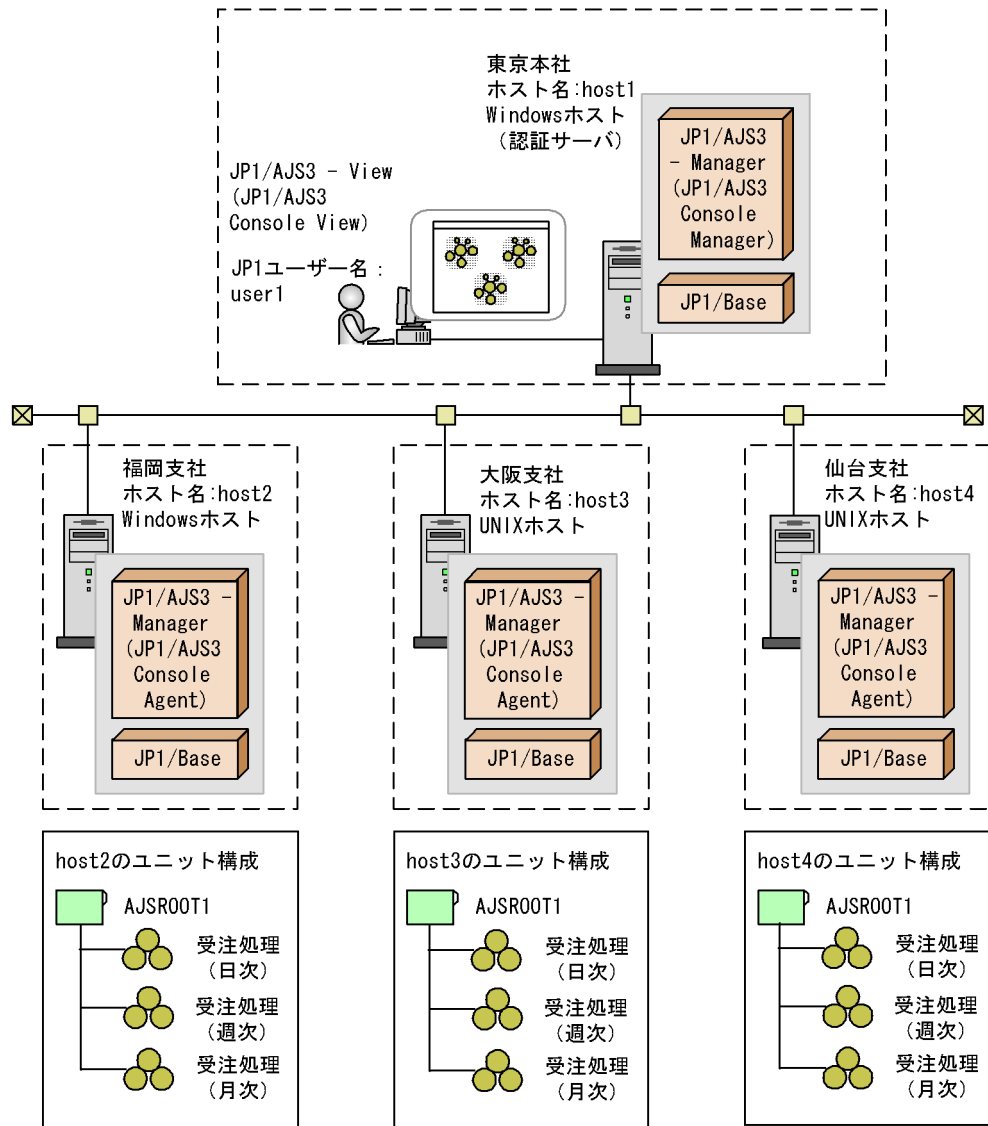 東京本社
ホスト名:host1
Windowsホスト
(認証サーバ)
JP1/AJS3
- Manager
(JP1/AJS3
Console
Manager)
JP1/Base
JP1/AJS3 - View
(JP1/AJS3
Console View)
JP1ユーザー名:
user1
福岡支社
ホスト名:host2
Windowsホスト
JP1/AJS3 -
Manager
(JP1/AJS3
Console
Agent)
JP1/Base
大阪支社
ホスト名:host3
UNIXホスト
JP1/AJS3 -
Manager
(JP1/AJS3
Console
Agent)
JP1/Base
仙台支社
ホスト名:host4
UNIXホスト
JP1/AJS3 -
Manager
(JP1/AJS3
Console
Agent)
JP1/Base
host2のユニット構成
AJSROOT1
受注処理
(日次)
受注処理
(週次)
受注処理
(月次)
host3のユニット構成
AJSROOT1
受注処理
(日次)
受注処理
(週次)
受注処理
(月次)
host4のユニット構成
AJSROOT1
受注処理
(日次)
受注処理
(週次)
受注処理
(月次)